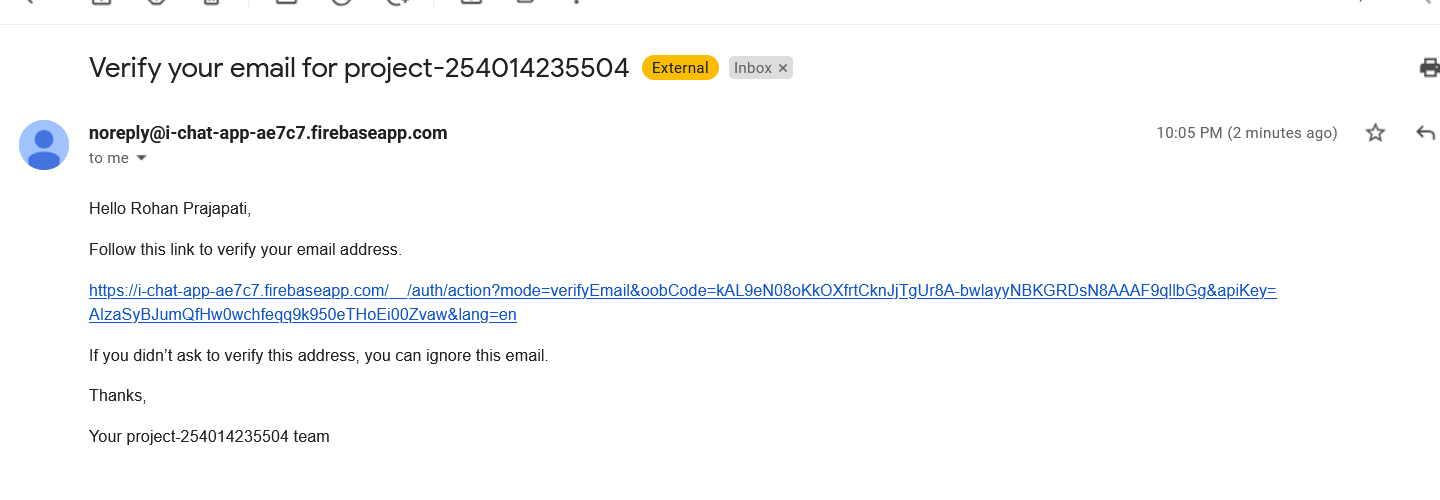 Verify your email for project-254014235504 External Inbox ×
noreply@i-chat-app-ae7c7.firebaseapp.com 10:05 PM (2 minutes ago)
to me
Hello Rohan Prajapati,
Follow this link to verify your email address.
https://i-chat-app-ae7c7.firebaseapp.com/__/auth/action?mode=verifyEmail&oobCode=kAL9eN08oKkOXfrtCknJjTgUr8A-bwlayyNBKGRDsN8AAAF9qlIbGg&apiKey=
AIzaSyBJumQfHw0wchfeqq9k950eTHoEi00Zvaw&lang=en
If you didn’t ask to verify this address, you can ignore this email.
Thanks,
Your project-254014235504 team